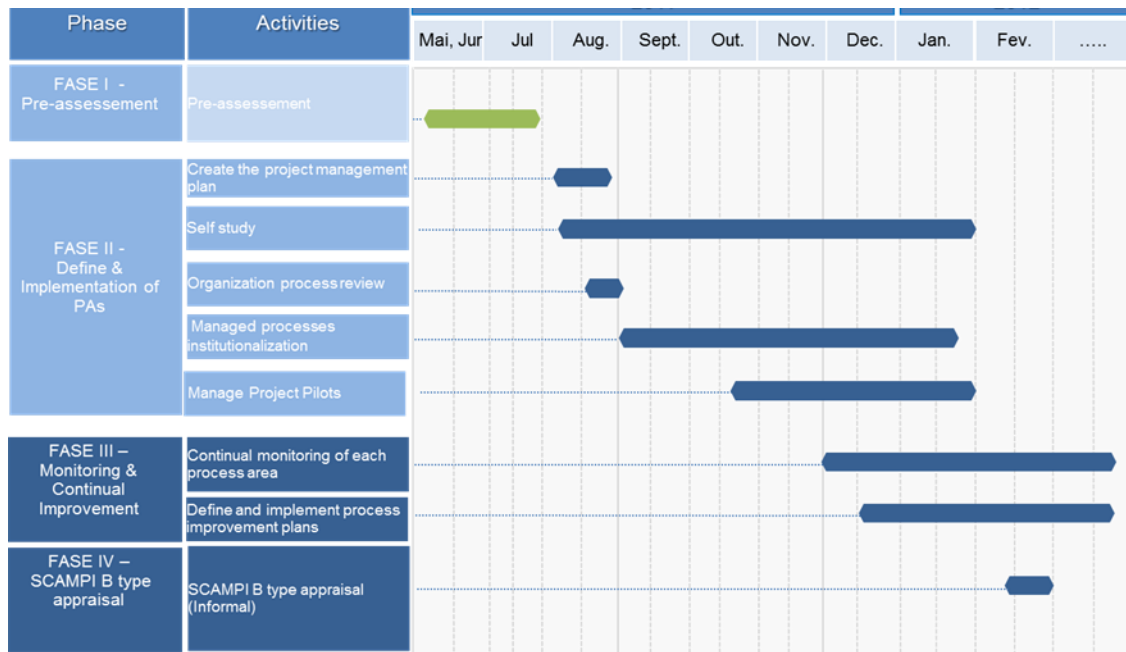 Phase
Activities
Mai, Jun
Jul
Aug.
Sept.
Out.
Nov.
Dec.
Jan.
Fev.
.....
FASE I -
Pre-assessement
Pre-assessement
FASE II -
Define &
Implementation of
PAs
Create the project management
plan
Self study
Organization process review
Managed processes
institutionalization
Manage Project Pilots
FASE III –
Monitoring &
Continual
Improvement
Continual monitoring of each
process area
Define and implement process
improvement plans
FASE IV –
SCAMPI B type
appraisal
SCAMPI B type appraisal
(Informal)